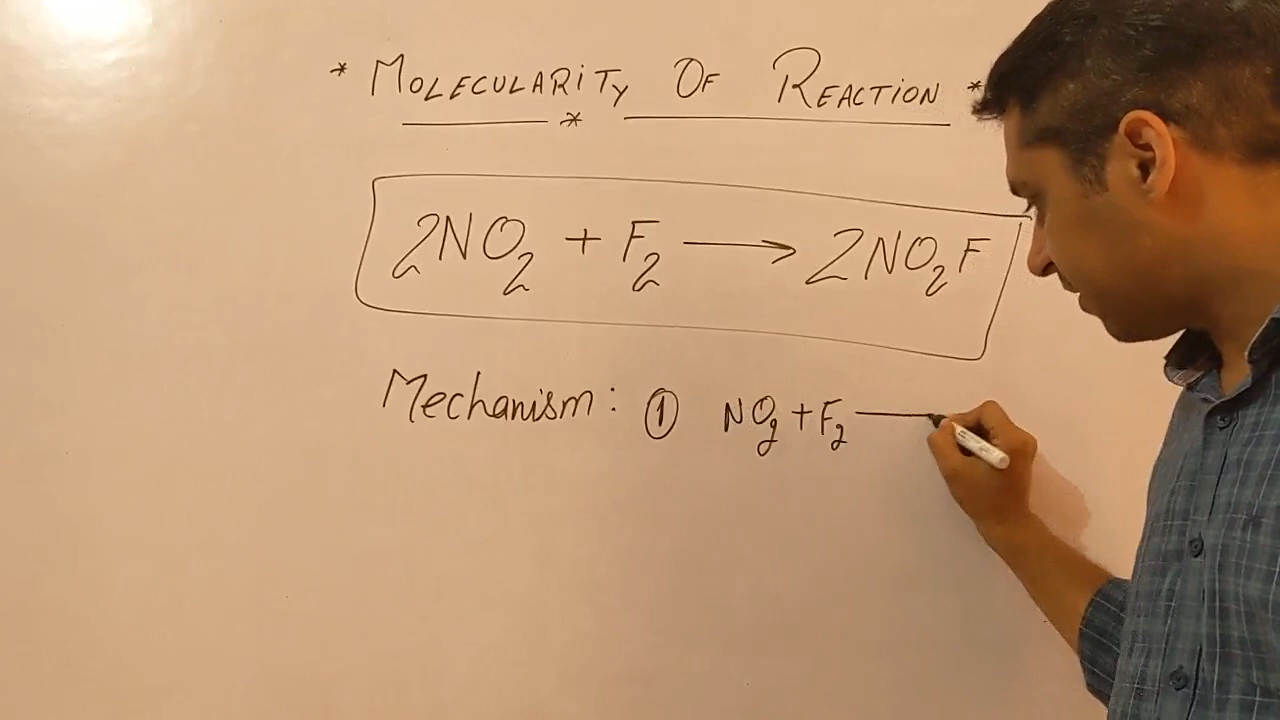 * MOLECULARITY OF REACTION *
*
2NO₂ + F₂ ⟶ 2NO₂F
Mechanism: ① NO₂ + F₂ —